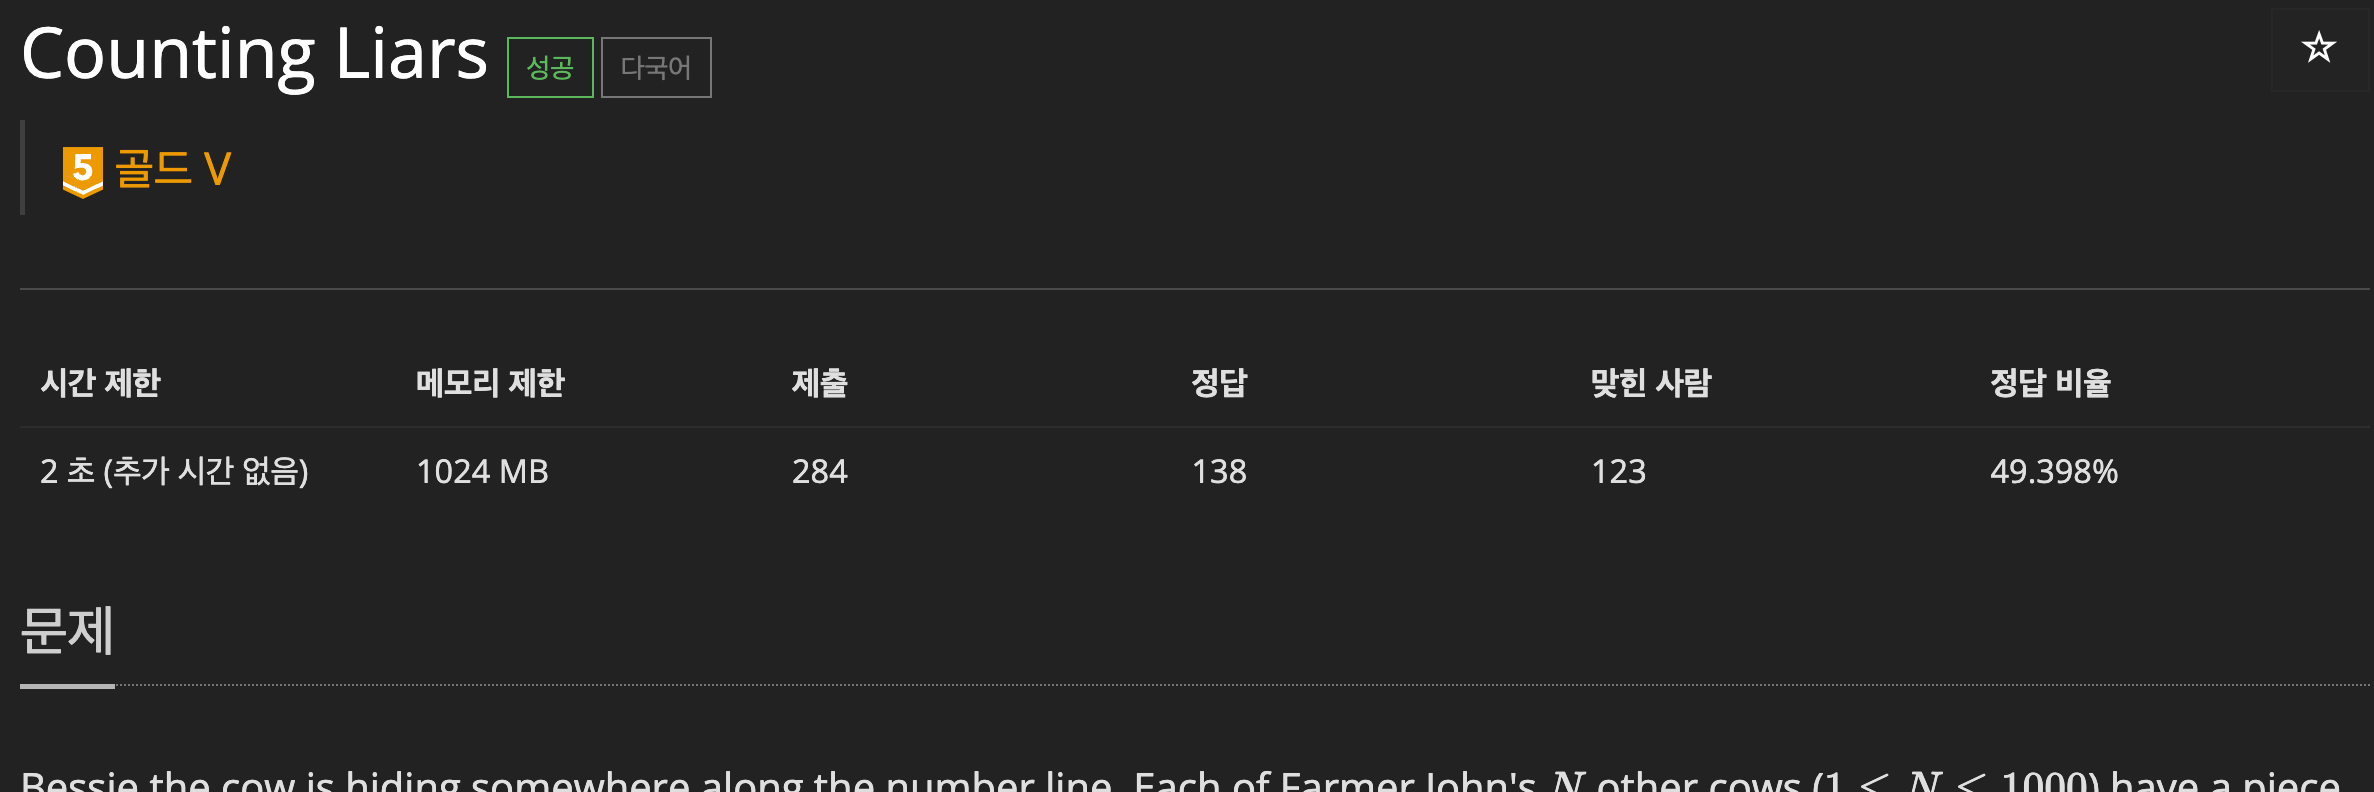 Counting Liars 성공 다국어
5 골드 V
시간 제한 메모리 제한 제출 정답 맞힌 사람 정답 비율
2 초 (추가 시간 없음) 1024 MB 284 138 123 49.398%
문제
Bessie the cow is hiding somewhere along the number line. Each of Farmer John's N other cows (1 ≤ N ≤ 1000) have a piece